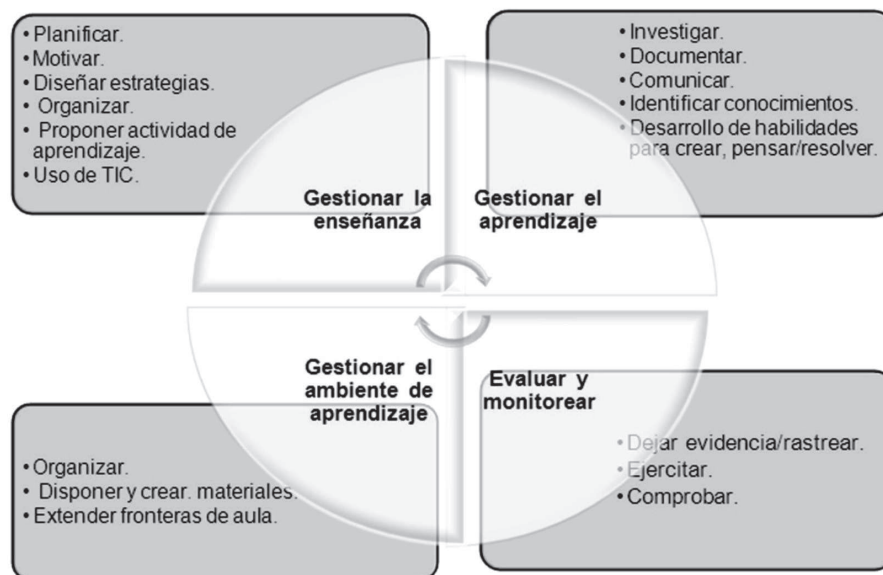 • Planificar.
• Motivar.
• Diseñar estrategias.
• Organizar.
• Proponer actividad de
aprendizaje.
• Uso de TIC.
• Investigar.
• Documentar.
• Comunicar.
• Identificar conocimientos.
• Desarrollo de habilidades
para crear, pensar/resolver.
Gestionar la
enseñanza
Gestionar el
aprendizaje
Gestionar el
ambiente de
aprendizaje
Evaluar y
monitorear
• Organizar.
• Disponer y crear. materiales.
• Extender fronteras de aula.
• Dejar evidencia/rastrear.
• Ejercitar.
• Comprobar.